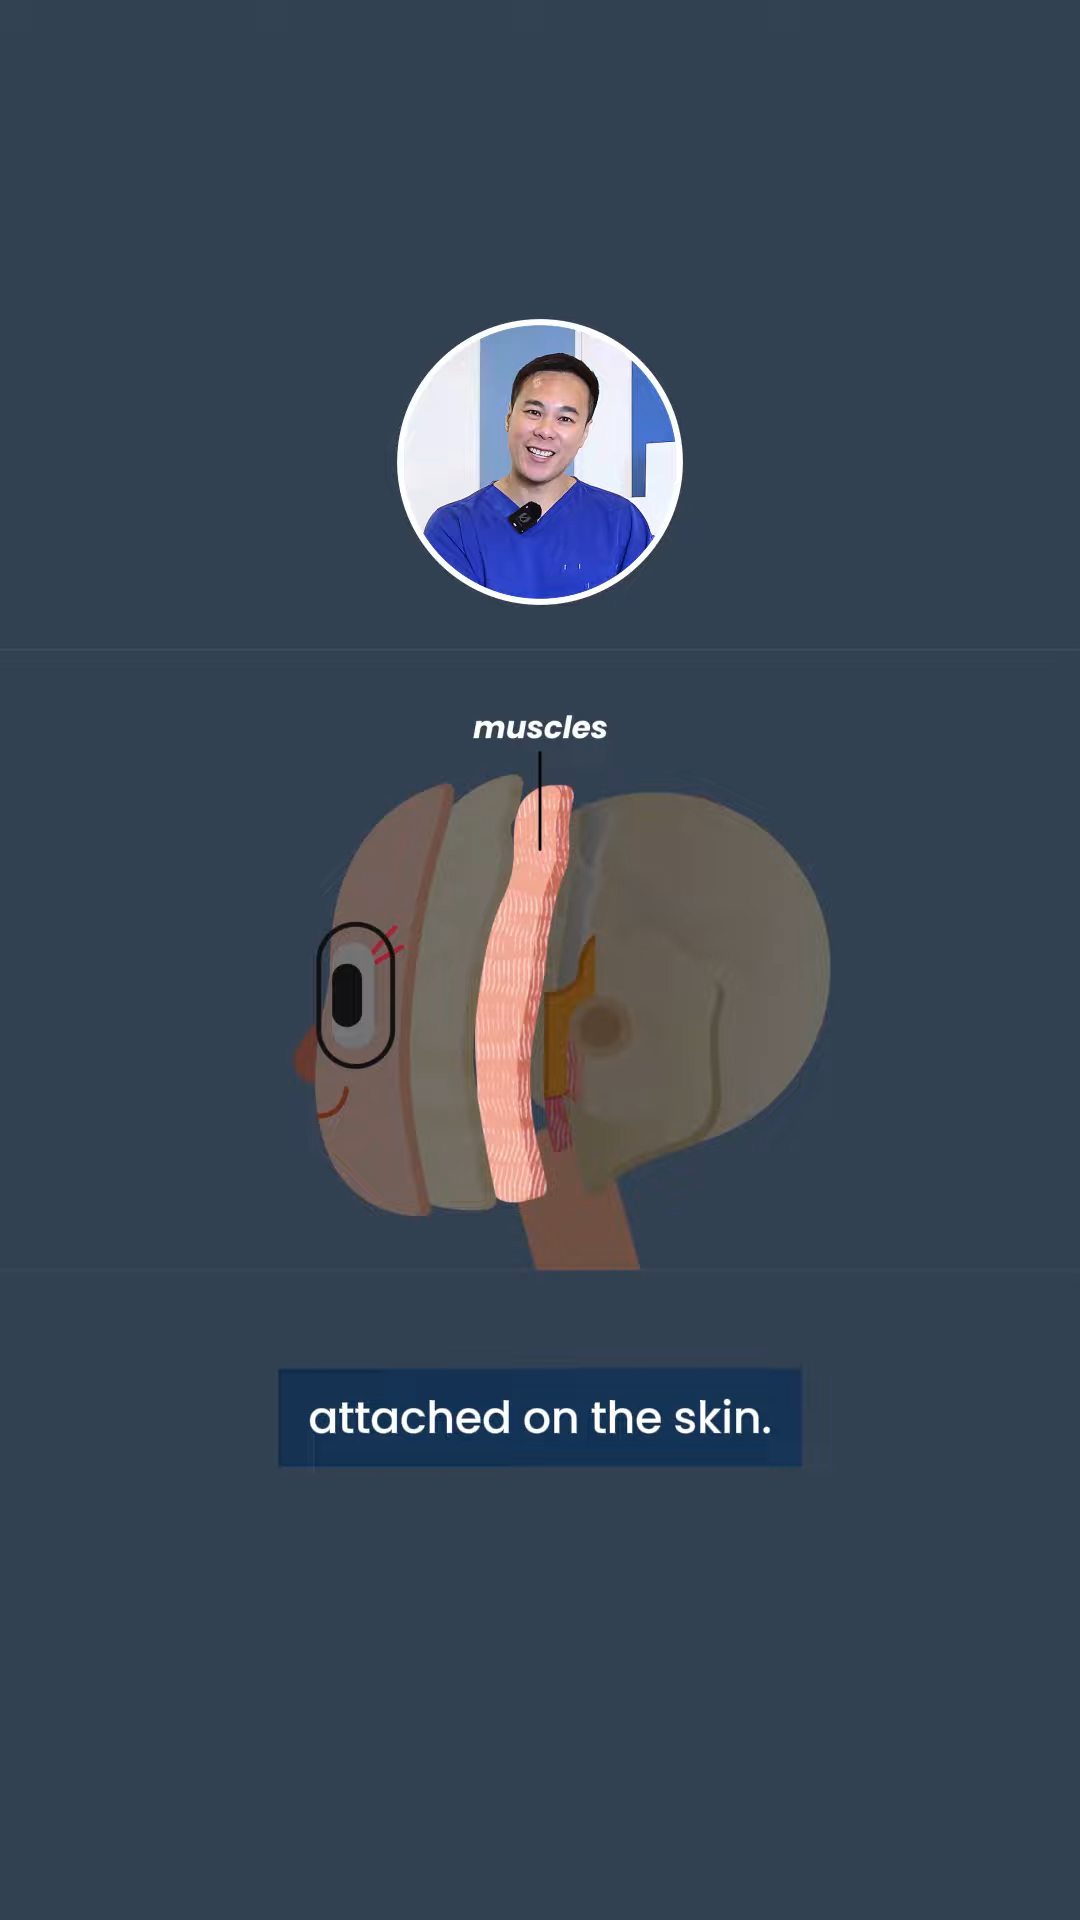 muscles
attached on the skin.